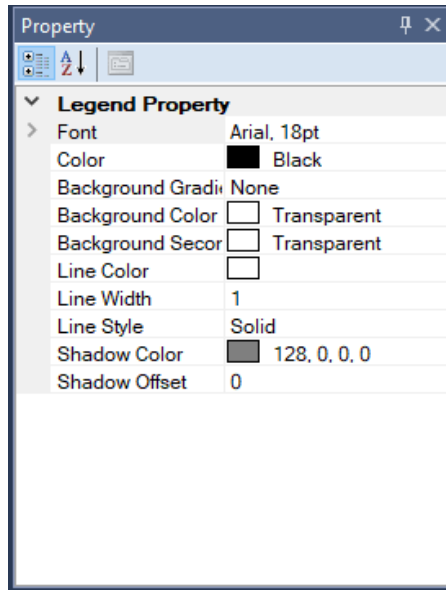 Property
Legend Property
Font Arial, 18pt
Color Black
Background Gradi None
Background Color Transparent
Background Secor Transparent
Line Color
Line Width 1
Line Style Solid
Shadow Color 128, 0, 0, 0
Shadow Offset 0